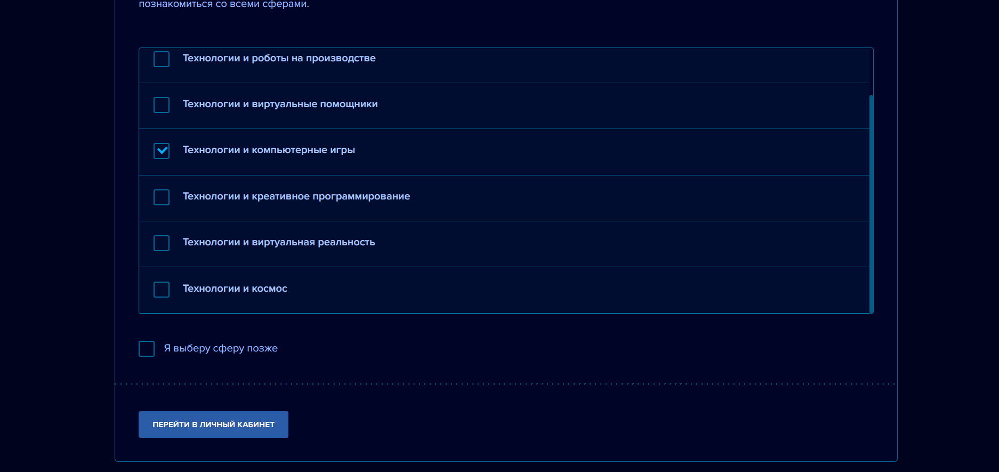 познакомиться со всеми сферами.
Технологии и роботы на производстве
Технологии и виртуальные помощники
Технологии и компьютерные игры
Технологии и креативное программирование
Технологии и виртуальная реальность
Технологии и космос
Я выберу сферу позже
ПЕРЕЙТИ В ЛИЧНЫЙ КАБИНЕТ